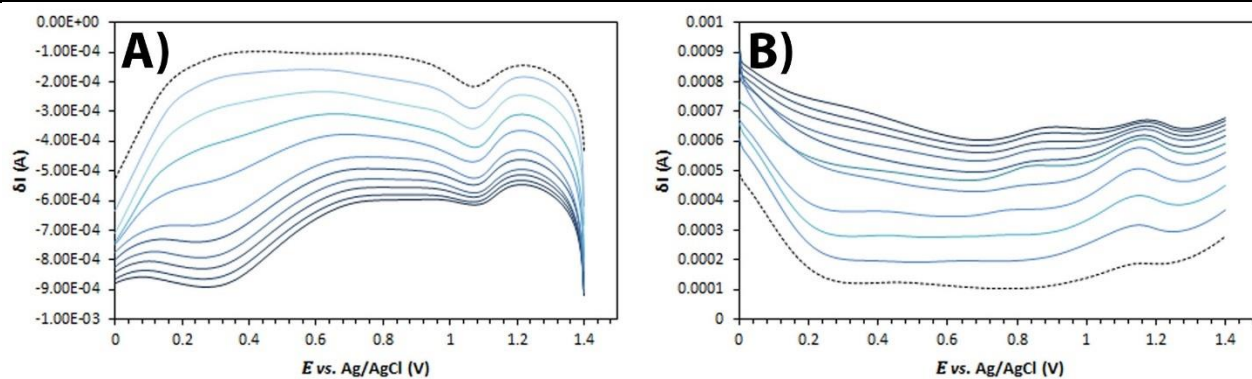 A)
0.00E+00
-1.00E-04
-2.00E-04
-3.00E-04
-4.00E-04
-5.00E-04
-6.00E-04
-7.00E-04
-8.00E-04
-9.00E-04
-1.00E-03
δI (A)
0 0.2 0.4 0.6 0.8 1 1.2 1.4
E vs. Ag/AgCl (V)
B)
0.001
0.0009
0.0008
0.0007
0.0006
0.0005
0.0004
0.0003
0.0002
0.0001
0
δI (A)
0 0.2 0.4 0.6 0.8 1 1.2 1.4
E vs. Ag/AgCl (V)